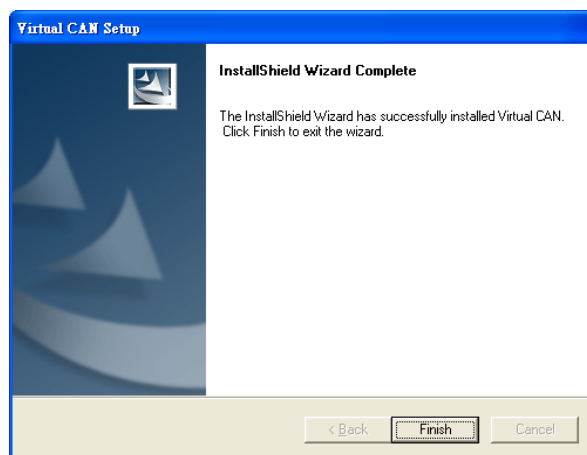 Virtual CAN Setup
InstallShield Wizard Complete
The InstallShield Wizard has successfully installed Virtual CAN.
Click Finish to exit the wizard.
< Back Finish Cancel